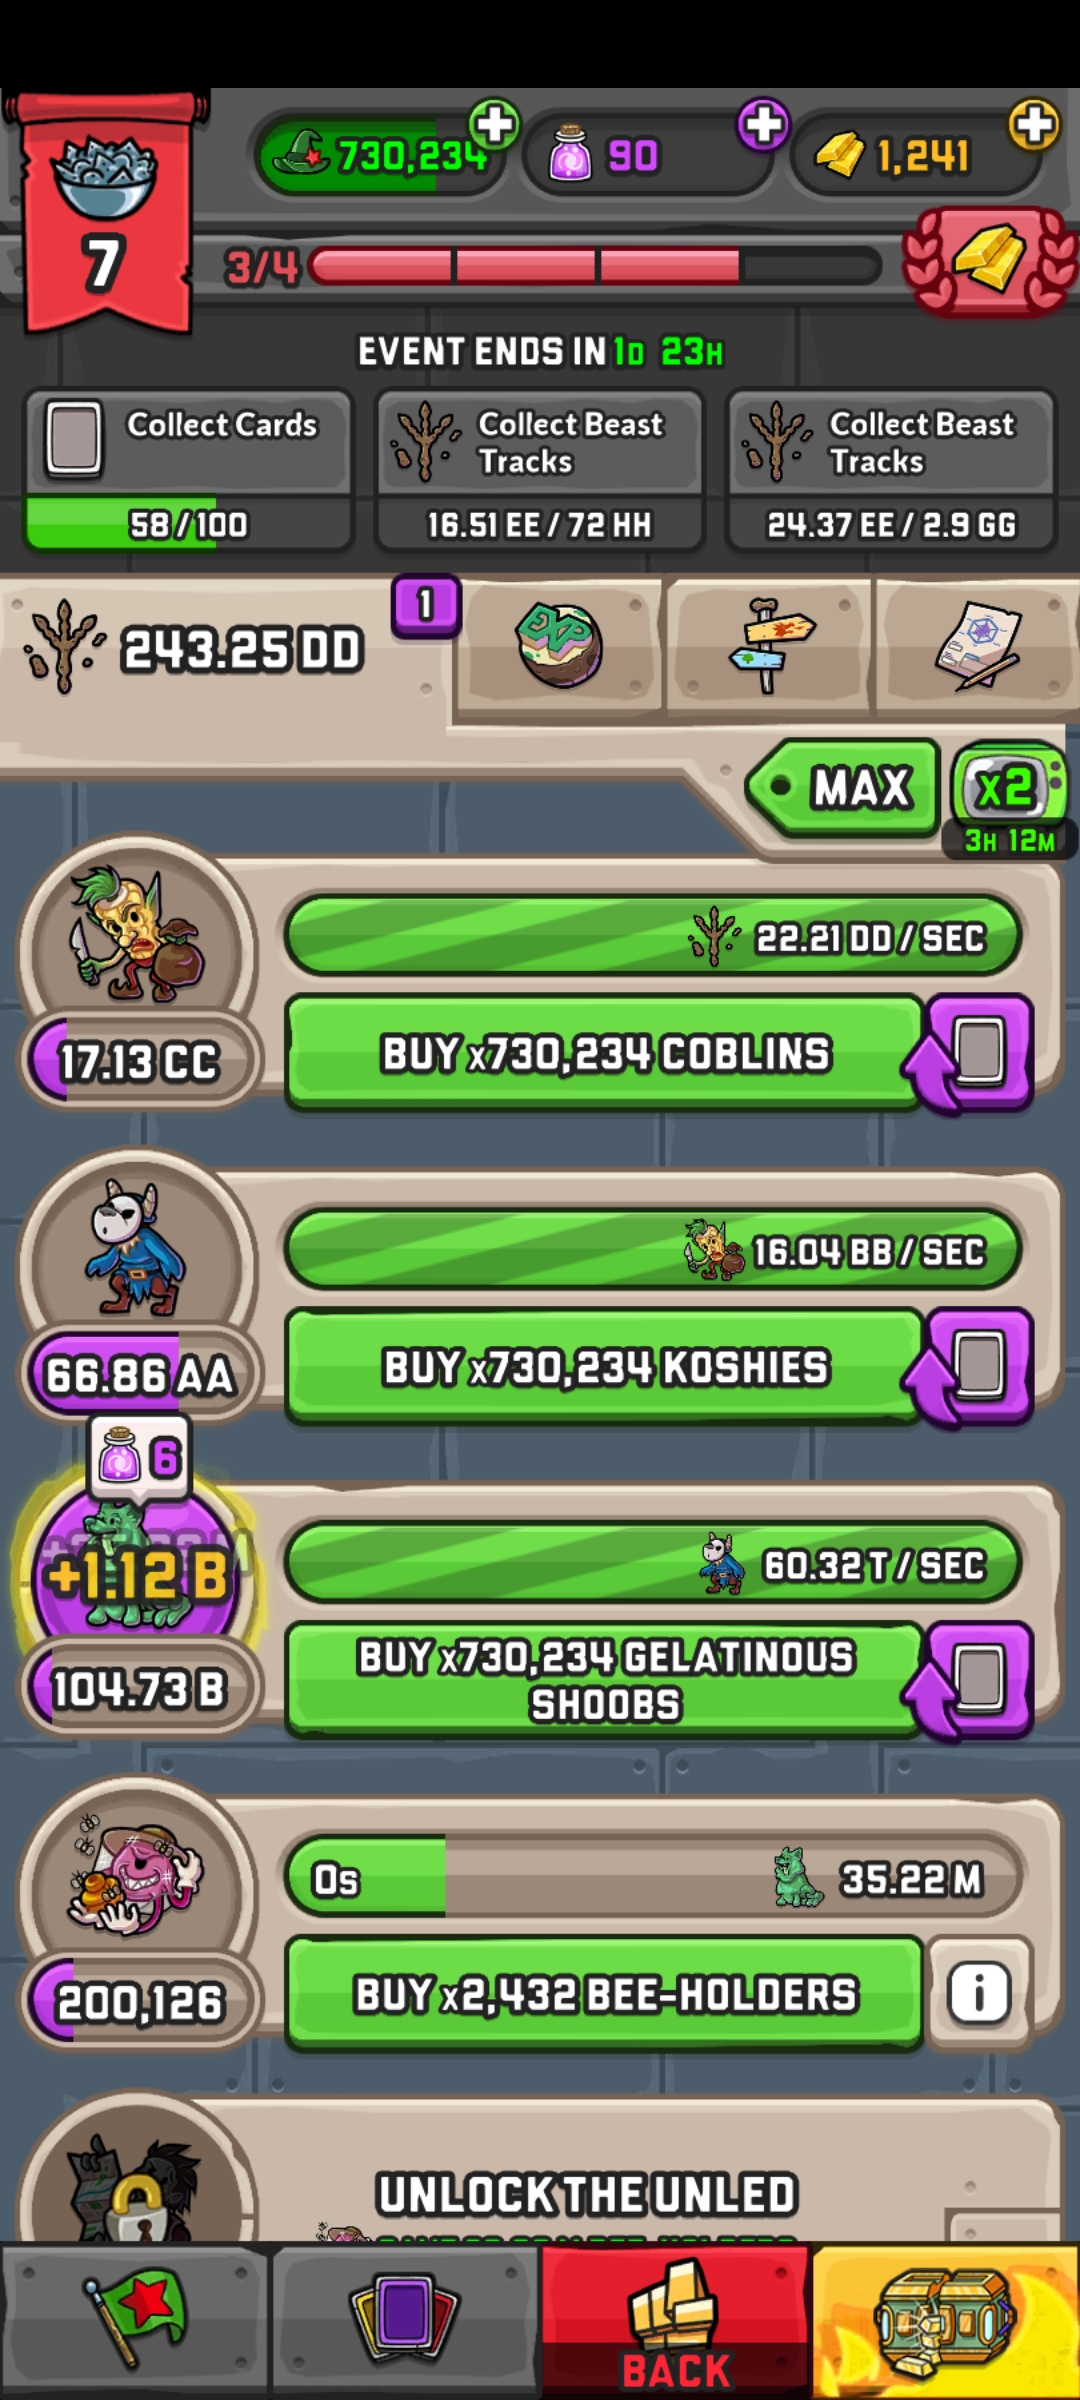 730,234
90
1,241
7
3/4
EVENT ENDS IN 1D 23H
Collect Cards
58 / 100
Collect Beast
Tracks
16.51 EE / 72 HH
Collect Beast
Tracks
24.37 EE / 2.9 GG
243.25 DD
1
EXP
MAX
x2
3H 12M
22.21 DD / SEC
BUY x730,234 COBLINS
17.13 CC
16.04 BB / SEC
BUY x730,234 KOSHIES
66.86 AA
6
+1.12 B
60.32 T / SEC
BUY x730,234 GELATINOUS
SHOOBS
104.73 B
0s
35.22 M
BUY x2,432 BEE-HOLDERS
i
200,126
UNLOCK THE UNLED
BACK